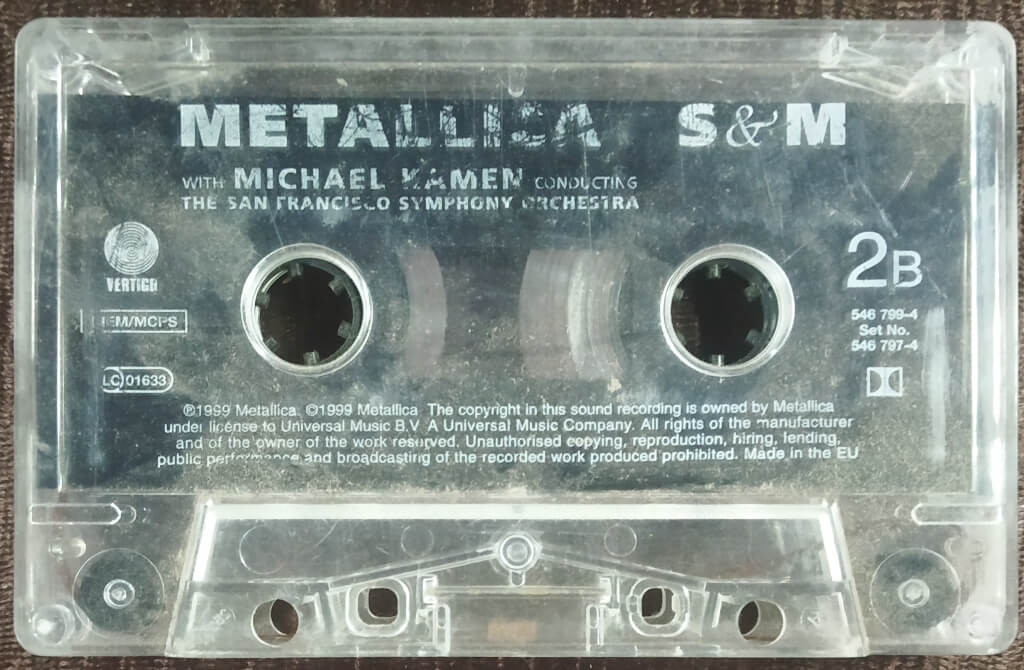 METALLICA S&M
WITH MICHAEL KAMEN CONDUCTING
THE SAN FRANCISCO SYMPHONY ORCHESTRA
VERTIGO
2B
IEM/MCPS
546 799-4
Set No.
546 797-4
LC 01633
℗1999 Metallica. ©1999 Metallica The copyright in this sound recording is owned by Metallica
under license to Universal Music B.V. A Universal Music Company. All rights of the manufacturer
and of the owner of the work reserved. Unauthorised copying, reproduction, hiring, lending,
public performance and broadcasting of the recorded work produced prohibited. Made in the EU